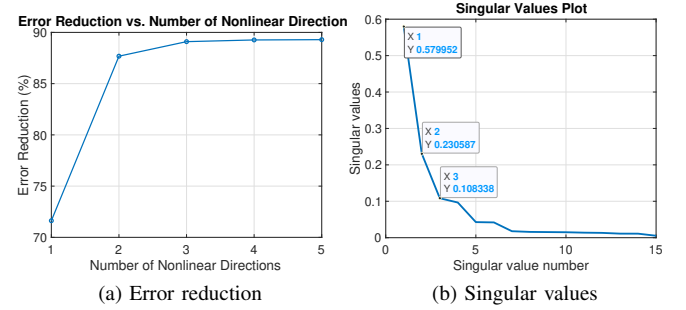 Error Reduction vs. Number of Nonlinear Direction
90
85
80
75
70
Error Reduction (%)
1
2
3
4
5
Number of Nonlinear Directions
(a) Error reduction
Singular Values Plot
0.6
0.5
0.4
0.3
0.2
0.1
0
Singular values
X 1
Y 0.579952
X 2
Y 0.230587
X 3
Y 0.108338
0
5
10
15
Singular value number
(b) Singular values